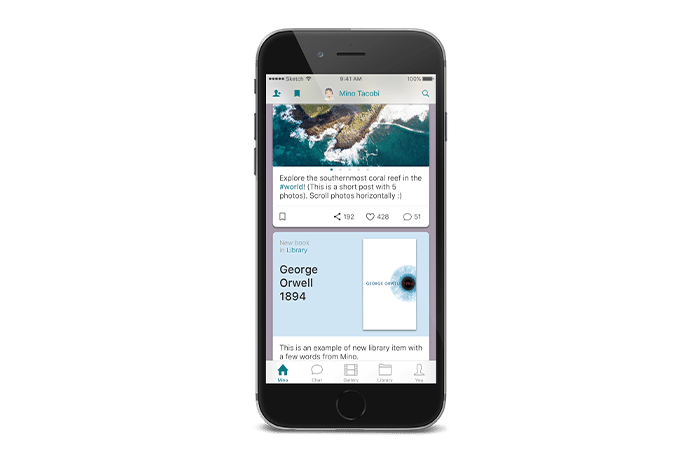 Sketch 9:41 AM 100%
Mino Tacobi
Explore the southernmost coral reef in the
#world! (This is a short post with 5
photos). Scroll photos horizontally :)
192 428 51
New book
in Library
George
Orwell
1894
GEORGE ORWELL
This is an example of new library item with
a few words from Mino.
Mino Chat Gallery Library You